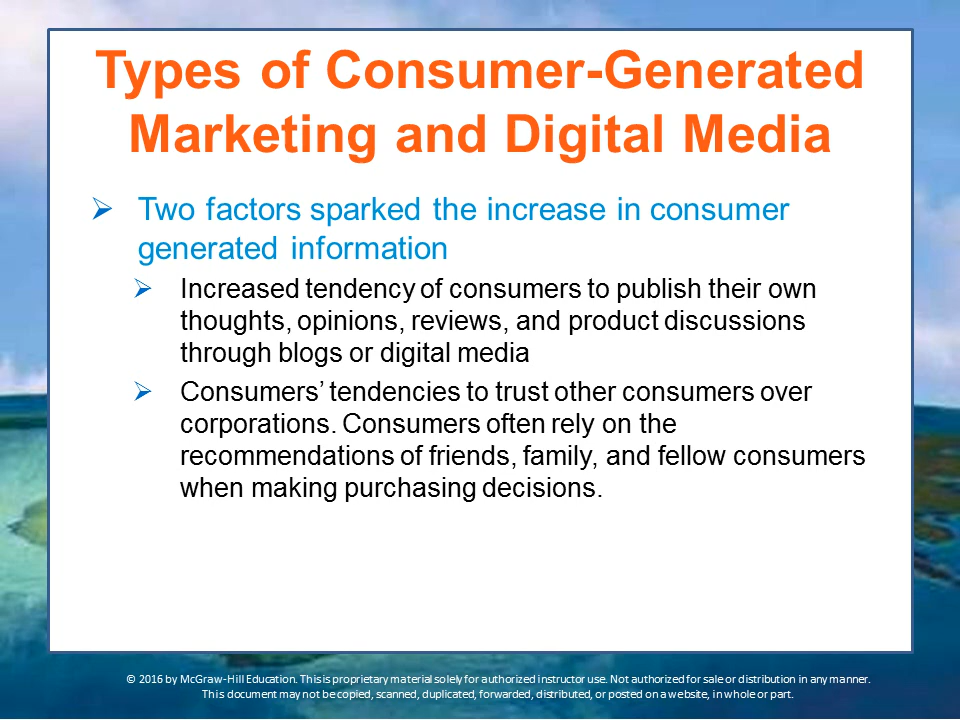 Types of Consumer-Generated
Marketing and Digital Media
Two factors sparked the increase in consumer
generated information
Increased tendency of consumers to publish their own
thoughts, opinions, reviews, and product discussions
through blogs or digital media
Consumers’ tendencies to trust other consumers over
corporations. Consumers often rely on the
recommendations of friends, family, and fellow consumers
when making purchasing decisions.
© 2016 by McGraw-Hill Education. This is proprietary material solely for authorized instructor use. Not authorized for sale or distribution in any manner.
This document may not be copied, scanned, duplicated, forwarded, distributed, or posted on a website, in whole or part.